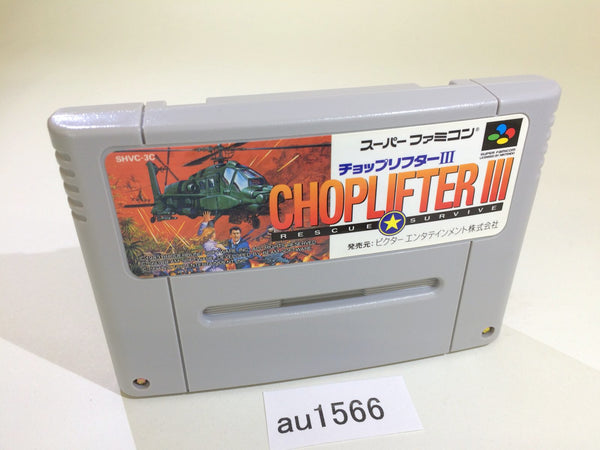 SHVC-3C
スーパーファミコン®
SUPER FAMICOM
チョップリフターIII
CHOPLIFTER III
RESCUE SURVIVE
発売元:ビクター エンタテインメント株式会社
au1566